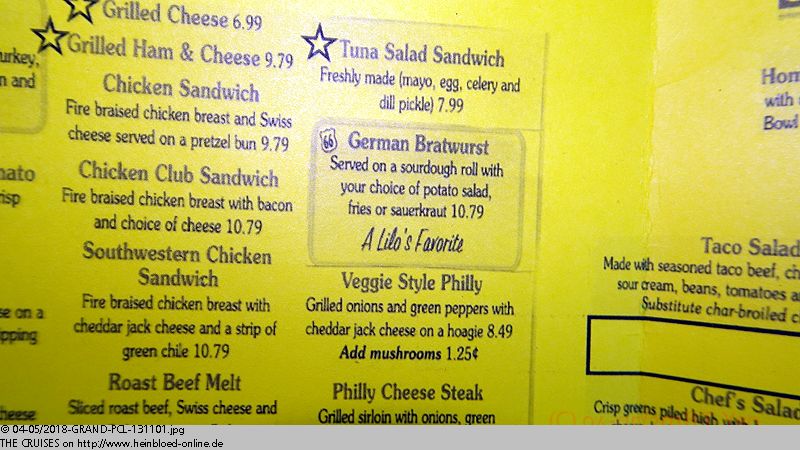 Grilled Cheese 6.99
Grilled Ham & Cheese 9.79
Chicken Sandwich
Fire braised chicken breast and Swiss
cheese served on a pretzel bun 9.79
Chicken Club Sandwich
Fire braised chicken breast with bacon
and choice of cheese 10.79
Southwestern Chicken
Sandwich
Fire braised chicken breast with
cheddar jack cheese and a strip of
green chile 10.79
Roast Beef Melt
Sliced roast beef, Swiss cheese and
Tuna Salad Sandwich
Freshly made (mayo, egg, celery and
dill pickle) 7.99
66 German Bratwurst
Served on a sourdough roll with
your choice of potato salad,
fries or sauerkraut 10.79
A Lilo's Favorite
Veggie Style Philly
Grilled onions and green peppers with
cheddar jack cheese on a hoagie 8.49
Add mushrooms 1.25¢
Philly Cheese Steak
Grilled sirloin with onions, green
with
Bowl
Taco Salad
Made with seasoned taco beef,
sour cream, beans, tomatoes
Substitute char-broiled
Chef's Salad
Crisp greens piled high with
© 04-05/2018-GRAND-PCL-131101.jpg
THE CRUISES on http://www.heinbloed-online.de